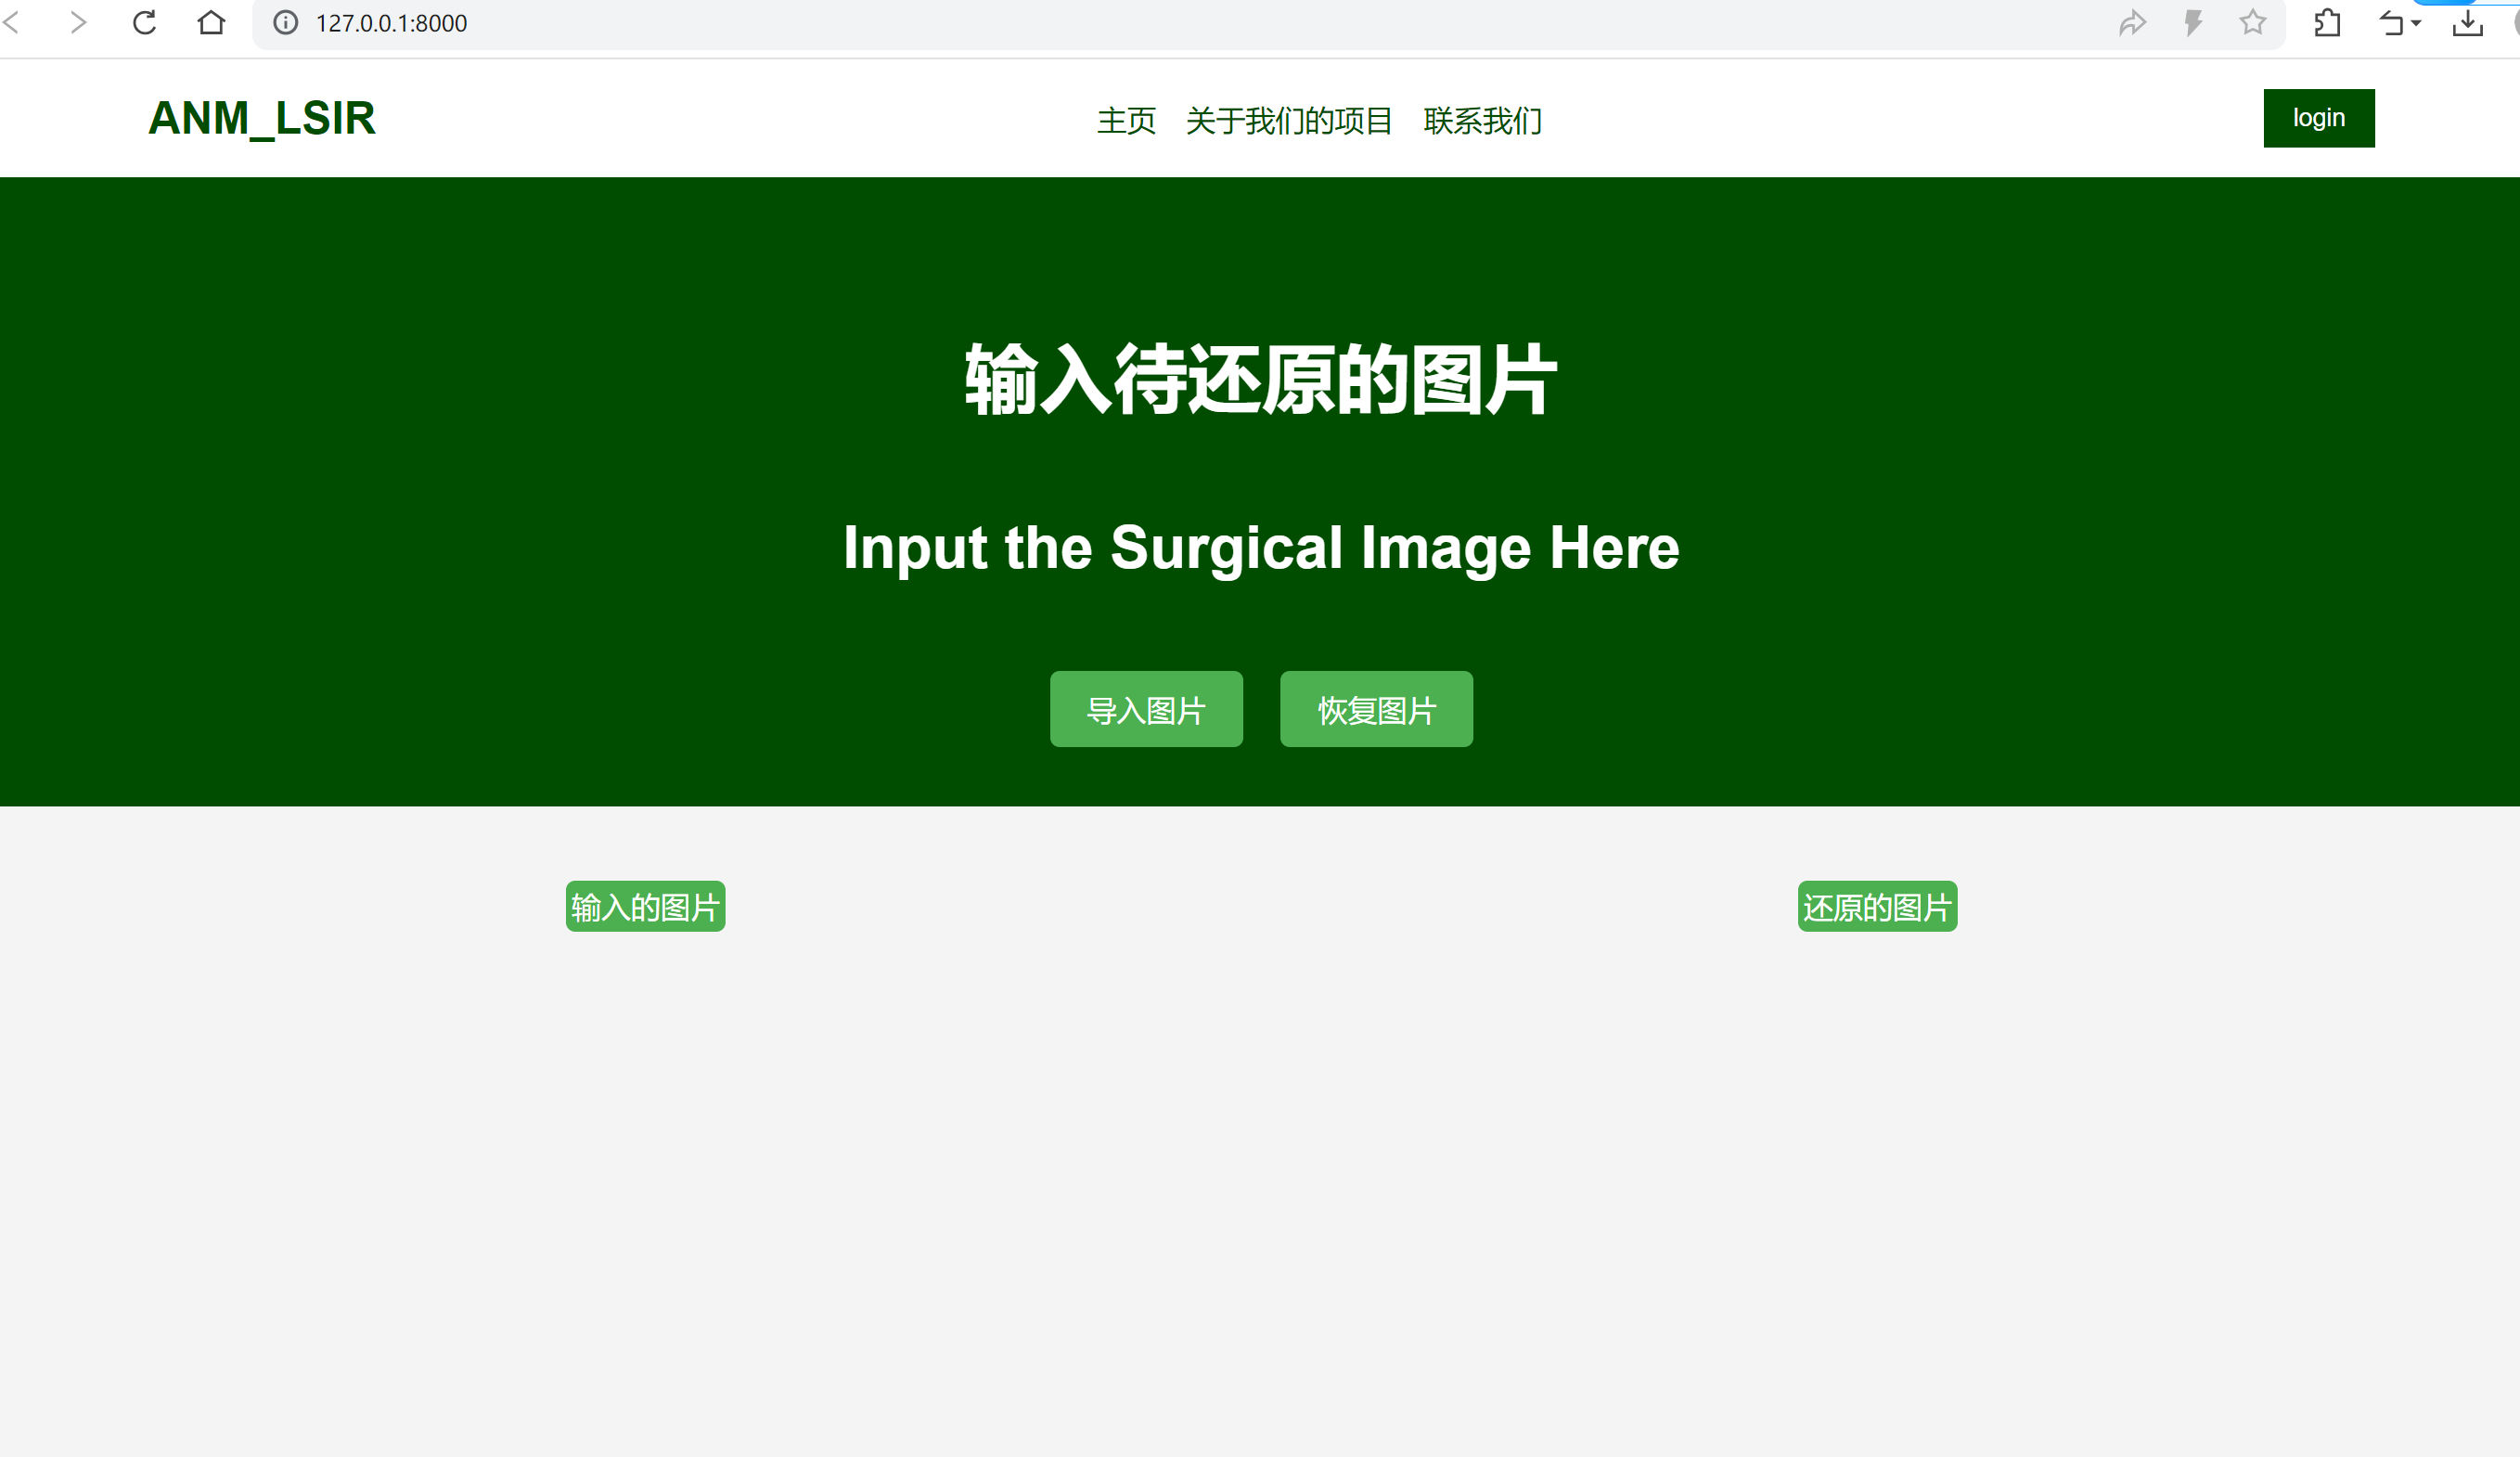 127.0.0.1:8000
ANM_LSIR
主页 关于我们的项目 联系我们
login
输入待还原的图片
Input the Surgical Image Here
导入图片 恢复图片
输入的图片 还原的图片